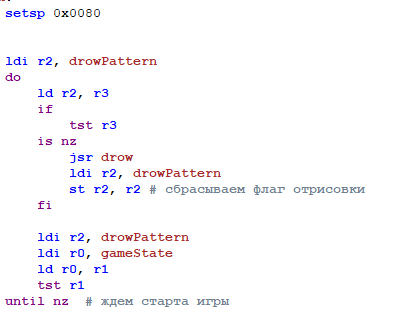 setsp 0x0080
ldi r2, drowPattern
do
ld r2, r3
if
tst r3
is nz
jsr drow
ldi r2, drowPattern
st r2, r2 # сбрасываем флаг отрисовки
fi
ldi r2, drowPattern
ldi r0, gameState
ld r0, r1
tst r1
until nz # ждем старта игры